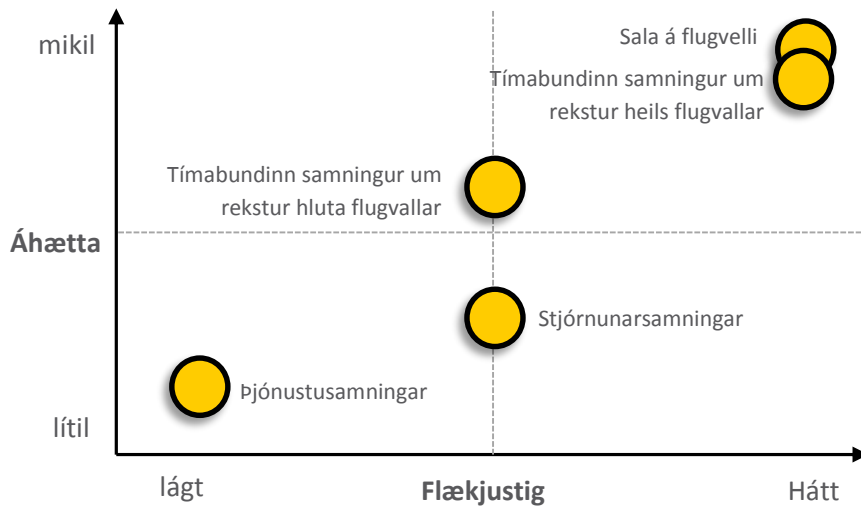 mikil
Sala á flugvelli
Tímabundinn samningur um
rekstur heils flugvallar
Tímabundinn samningur um
rekstur hluta flugvallar
Áhætta
Stjórnunarsamningar
Þjónustusamningar
lítil
lágt
Flækjustig
Hátt